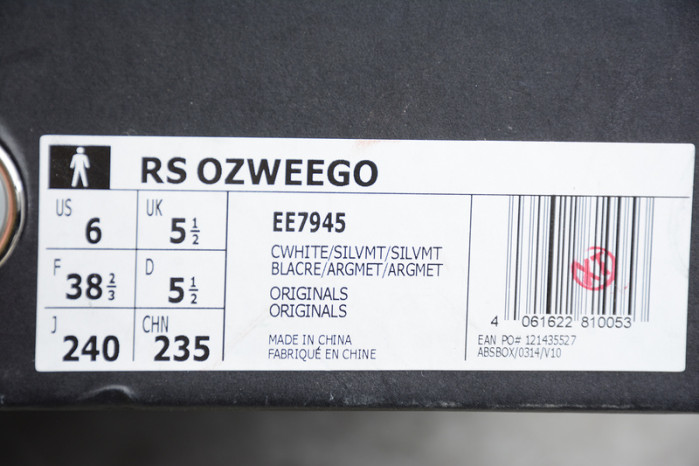 RS OZWEEGO
US 6 UK 5 1/2
F 38 2/3 D 5 1/2
J 240 CHN 235
EE7945
CWHITE/SILVMT/SILVMT
BLACRE/ARGMET/ARGMET
ORIGINALS
ORIGINALS
MADE IN CHINA
FABRIQUÉ EN CHINE
4 061622 810053
EAN PO# 121435527
ABSBOX/0314/V10